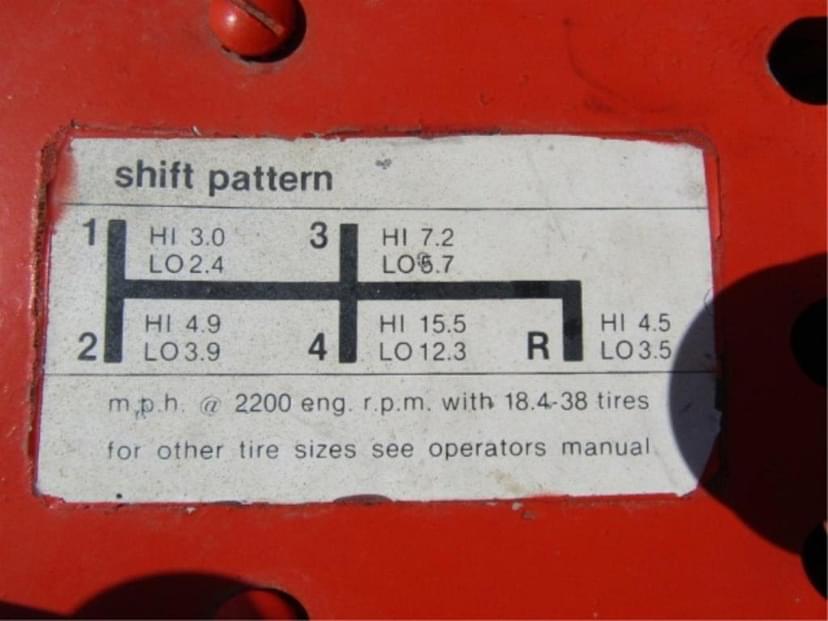 shift pattern
1 HI 3.0 3 HI 7.2
LO 2.4 LO 5.7
HI 4.9 HI 15.5 HI 4.5
2 LO 3.9 4 LO 12.3 R LO 3.5
m.p.h. @ 2200 eng. r.p.m. with 18.4-38 tires
for other tire sizes see operators manual